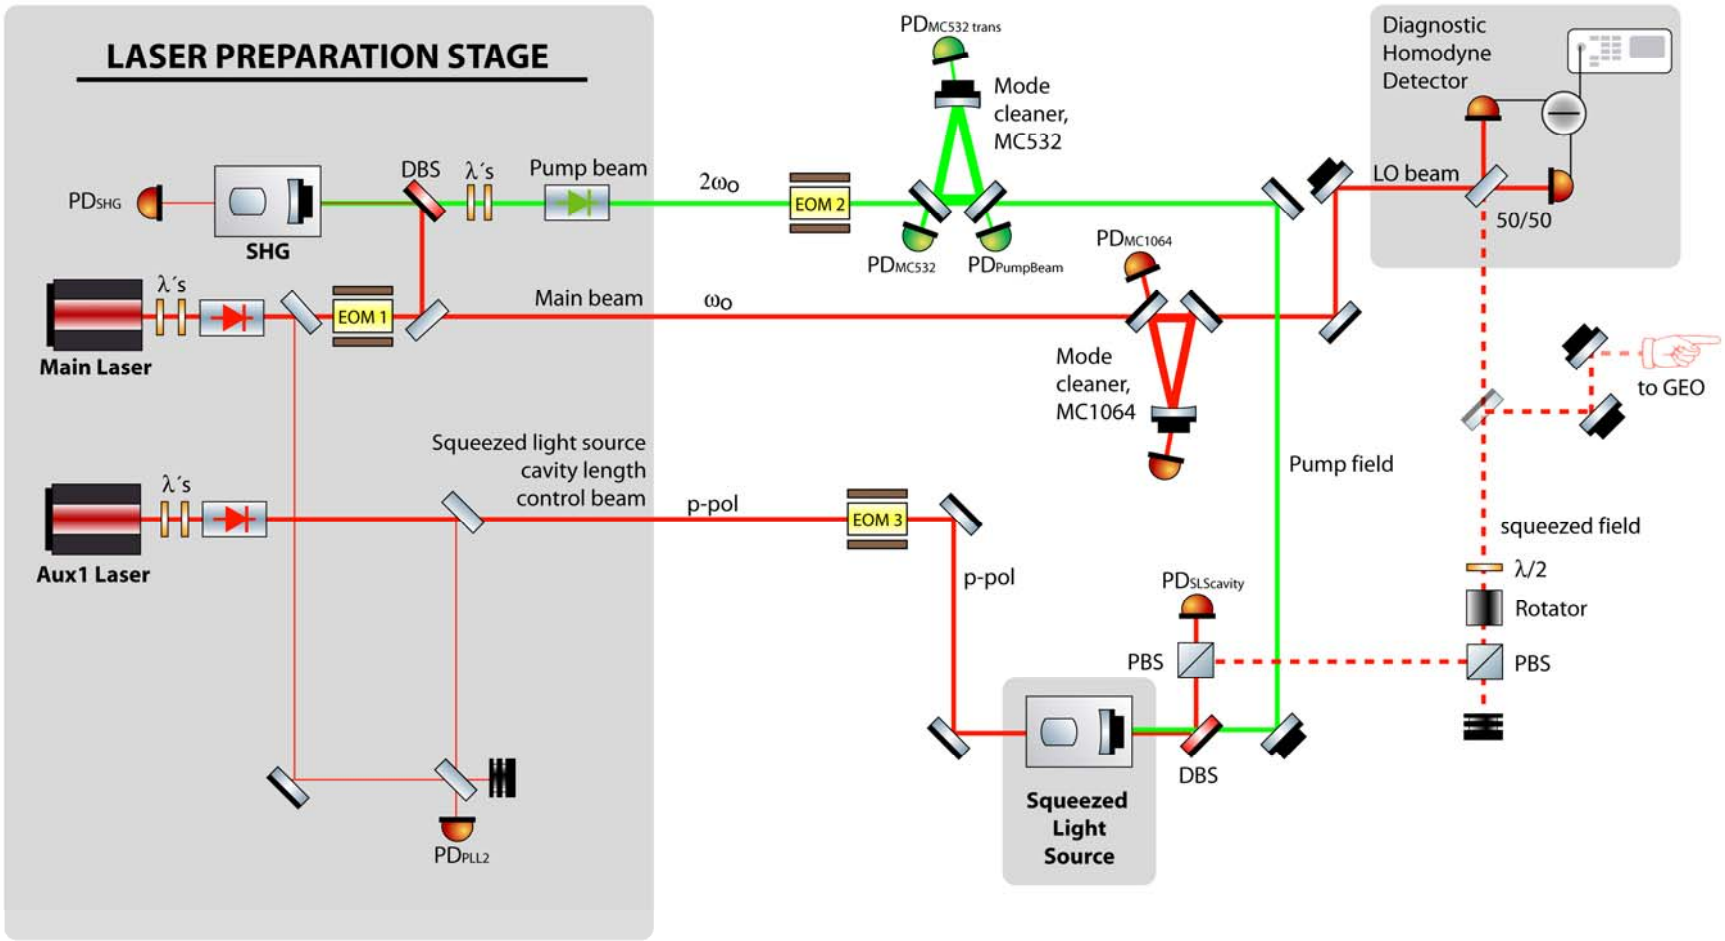 LASER PREPARATION STAGE
PDMC532 trans
Mode
cleaner,
MC532
Diagnostic
Homodyne
Detector
DBS
λ´s
Pump beam
2ωo
EOM 2
PDSHG
SHG
PDMC532
PDPumpBeam
LO beam
50/50
λ´s
Main beam
ωo
EOM 1
PDMC1064
Main Laser
Mode
cleaner,
MC1064
to GEO
Squeezed light source
cavity length
control beam
Pump field
λ´s
p-pol
EOM 3
squeezed field
Aux1 Laser
p-pol
PDSLScavity
λ/2
Rotator
PBS
PBS
DBS
Squeezed
Light
Source
PDPLL2